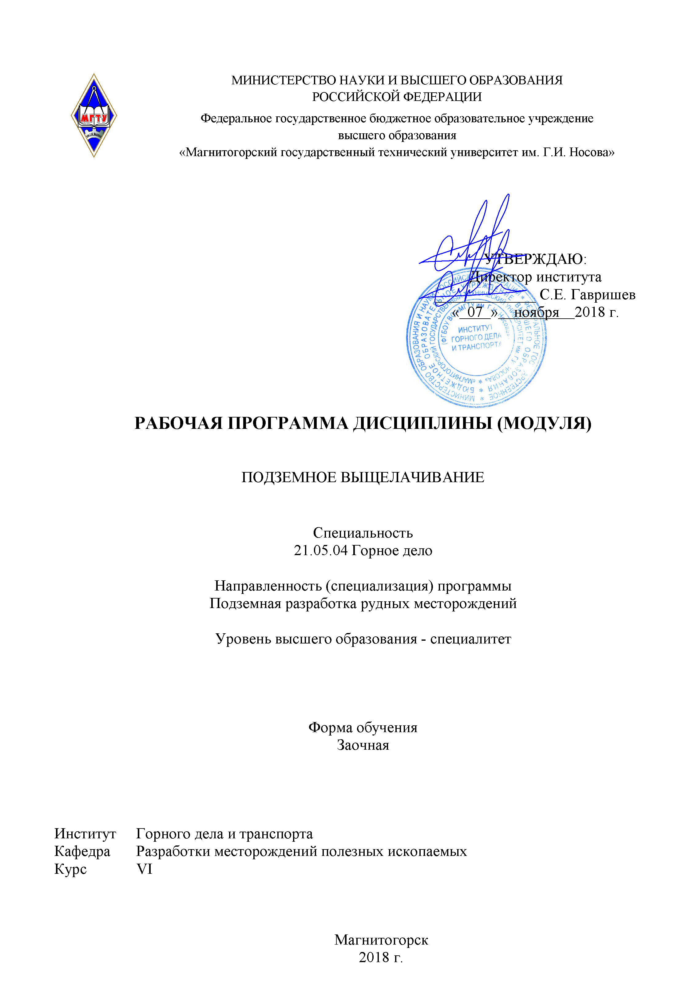 МГТУ
МИНИСТЕРСТВО НАУКИ И ВЫСШЕГО ОБРАЗОВАНИЯ
РОССИЙСКОЙ ФЕДЕРАЦИИ
Федеральное государственное бюджетное образовательное учреждение
высшего образования
«Магнитогорский государственный технический университет им. Г.И. Носова»
УТВЕРЖДАЮ:
Директор института
С.Е. Гавришев
«_07_»__ноября__2018 г.
ИНСТИТУТ
ГОРНОГО ДЕЛА
И ТРАНСПОРТА
РАБОЧАЯ ПРОГРАММА ДИСЦИПЛИНЫ (МОДУЛЯ)
ПОДЗЕМНОЕ ВЫЩЕЛАЧИВАНИЕ
Специальность
21.05.04 Горное дело
Направленность (специализация) программы
Подземная разработка рудных месторождений
Уровень высшего образования - специалитет
Форма обучения
Заочная
Институт Горного дела и транспорта
Кафедра Разработки месторождений полезных ископаемых
Курс VI
Магнитогорск
2018 г.